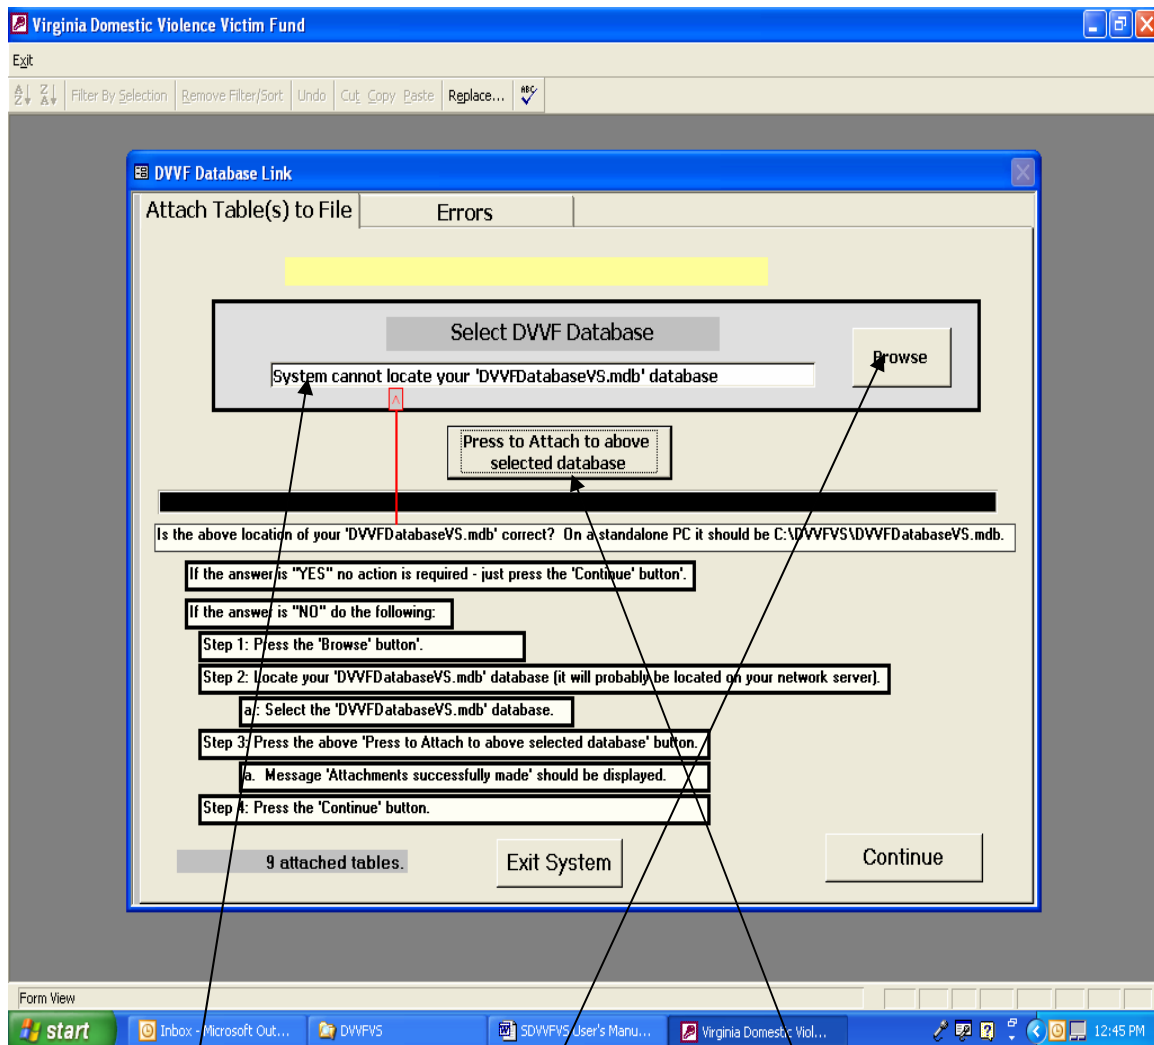 Virginia Domestic Violence Victim Fund
Exit
Filter By Selection Remove Filter/Sort Undo Cut Copy Paste Replace... ABC
DVVF Database Link
Attach Table(s) to File Errors
Select DVVF Database
Browse
System cannot locate your 'DVVFDatabaseVS.mdb' database
Press to Attach to above
selected database
Is the above location of your 'DVVFDatabaseVS.mdb' correct? On a standalone PC it should be C:\DVVFVS\DVVFDatabaseVS.mdb.
If the answer is "YES" no action is required - just press the 'Continue' button'.
If the answer is "NO" do the following:
Step 1: Press the 'Browse' button'.
Step 2: Locate your 'DVVFDatabaseVS.mdb' database (it will probably be located on your network server).
a.: Select the 'DVVFDatabaseVS.mdb' database.
Step 3: Press the above 'Press to Attach to above selected database' button.
a. Message 'Attachments successfully made' should be displayed.
Step 4: Press the 'Continue' button.
9 attached tables. Exit System Continue
Form View
start Inbox - Microsoft Out... DVVFVS SDVVFVS User's Manu... Virginia Domestic Viol... 12:45 PM